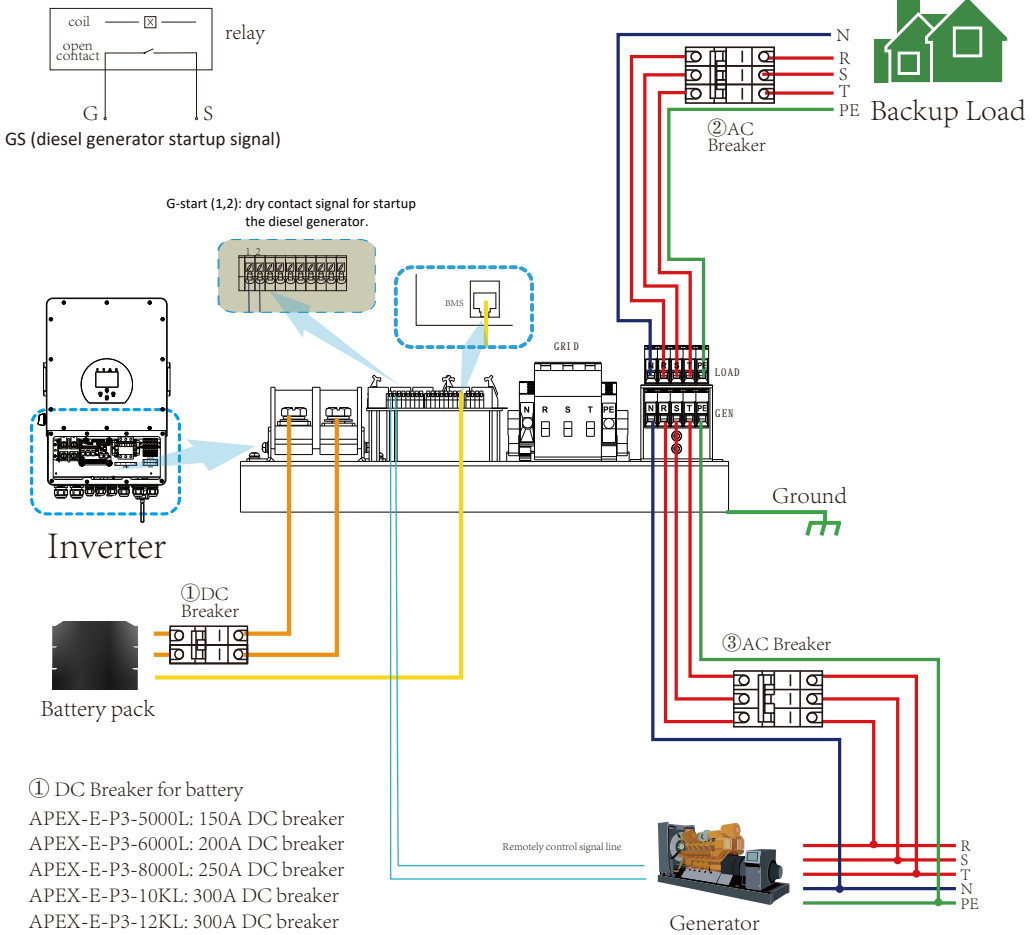 coil
relay
open
contact
G
S
GS (diesel generator startup signal)
N
R
S
T
PE
Backup Load
②AC
Breaker
G-start (1,2): dry contact signal for startup
the diesel generator.
1 2
BMS
GRID
N R S T PE
N R S T PE
LOAD
N R S T PE
GEN
Ground
Inverter
①DC
Breaker
Battery pack
③AC Breaker
① DC Breaker for battery
APEX-E-P3-5000L: 150A DC breaker
APEX-E-P3-6000L: 200A DC breaker
APEX-E-P3-8000L: 250A DC breaker
APEX-E-P3-10KL: 300A DC breaker
APEX-E-P3-12KL: 300A DC breaker
Remotely control signal line
Generator
R
S
T
N
PE